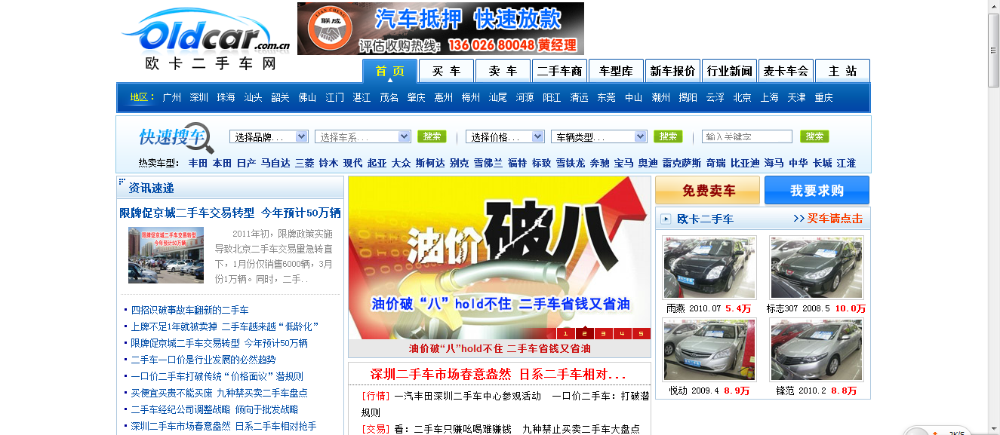 Oldcar.com.cn
欧卡二手车网
LIAN CHENG
联成
汽车抵押 快速放款
评估收购热线: 136 026 80048 黄经理
首 页 买 车 卖 车 二手车商 车型库 新车报价 行业新闻 麦卡车会 主 站
地区: 广州 深圳 珠海 汕头 韶关 佛山 江门 湛江 茂名 肇庆 惠州 梅州 汕尾 河源 阳江 清远 东莞 中山 潮州 揭阳 云浮 北京 上海 天津 重庆
快速搜车 选择品牌... 选择车系... 搜索 选择价格... 车辆类型... 搜索 输入关键字 搜索
热卖车型: 丰田 本田 日产 马自达 三菱 铃木 现代 起亚 大众 斯柯达 别克 雪佛兰 福特 标致 雪铁龙 奔驰 宝马 奥迪 雷克萨斯 奇瑞 比亚迪 海马 中华 长城 江淮
资讯速递
限牌促京城二手车交易转型 今年预计50万辆
限牌促京城二手车交易转型
今年预计50万辆
2011年初，限牌政策实施
导致北京二手车交易量急转直
下，1月份仅销售6000辆，3月
份1万辆。同时，二手..
四招识破事故车翻新的二手车
上牌不足1年就被卖掉 二手车越来越“低龄化”
限牌促京城二手车交易转型 今年预计50万辆
二手车一口价是行业发展的必然趋势
一口价二手车打破传统“价格面议”潜规则
买便宜买贵不能买废 九种禁买卖二手车盘点
二手车经纪公司调整战略 倾向于批发战略
深圳二手车市场春意盎然 日系二手车相对抢手
油价破八
油价破“八”hold不住 二手车省钱又省油
1 2 3 4 5
油价破“八”hold不住 二手车省钱又省油
深圳二手车市场春意盎然 日系二手车相对...
[行情] 一汽丰田深圳二手车中心参观活动 一口价二手车：打破潜
规则
[交易] 看：二手车只赚吆喝难赚钱 九种禁止买卖二手车大盘点
免费卖车 我要求购
欧卡二手车 >>买车请点击
雨燕 2010.07 5.4万 标志307 2008.5 10.0万
悦动 2009.4 8.9万 锋范 2010.2 8.8万